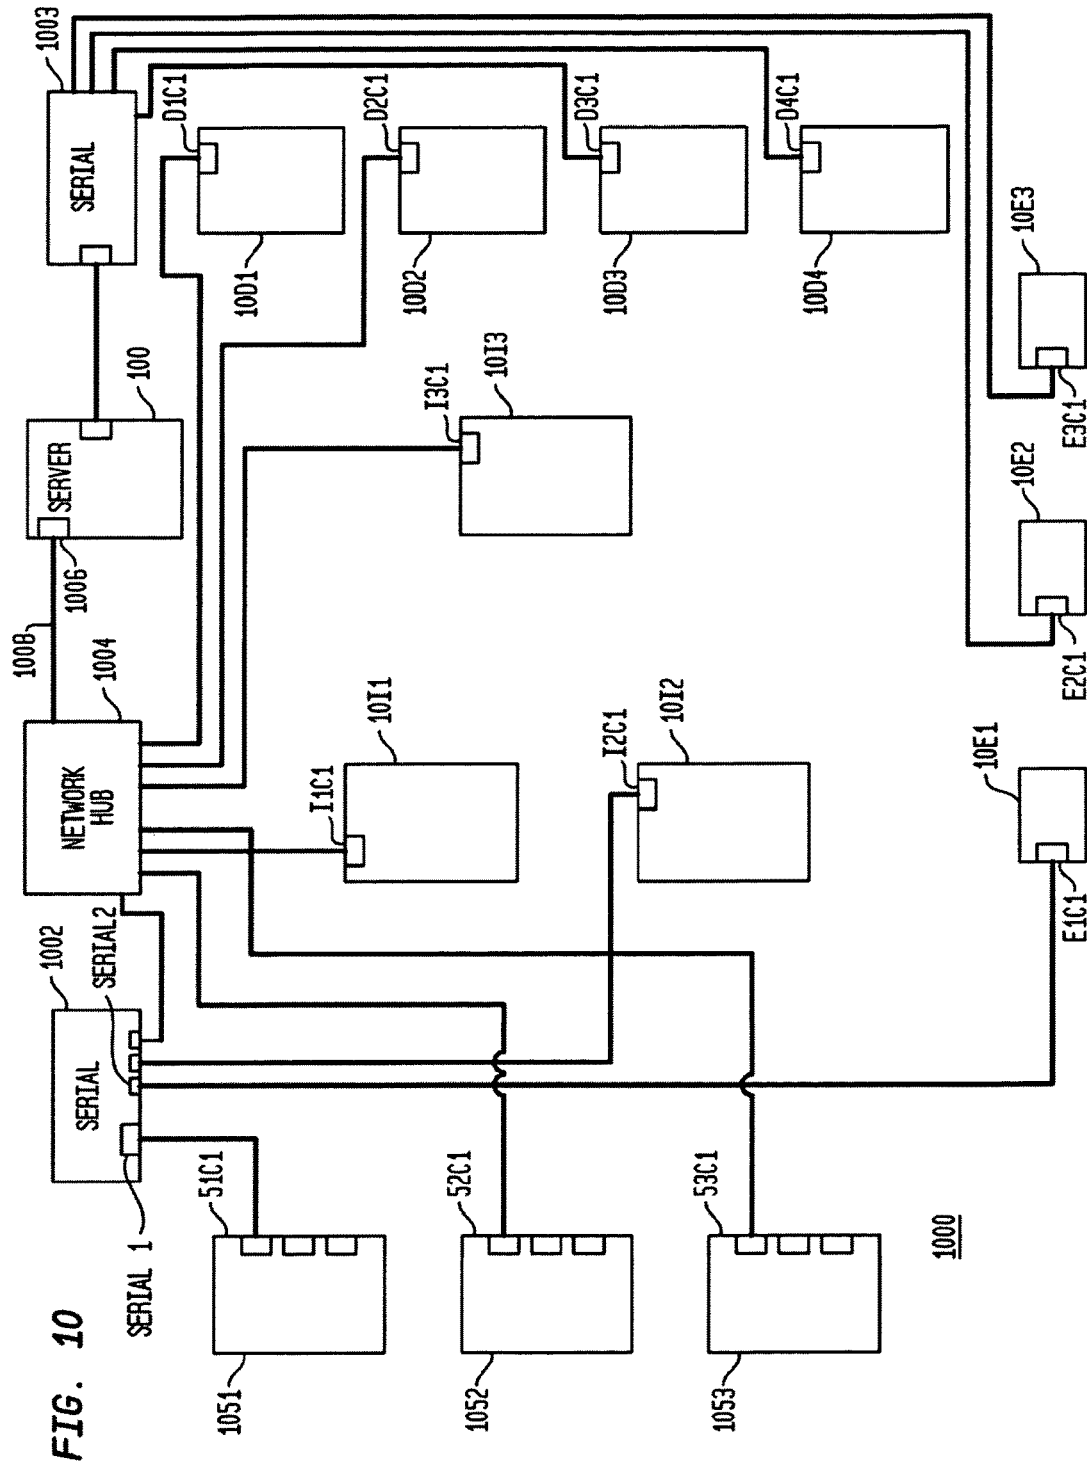 FIG. 10
SERIAL 1
SERIAL
1002
SERIAL2
NETWORK
HUB
1004
1008
1006
SERVER
100
SERIAL
1003
1051
51C1
1052
52C1
1053
53C1
I1C1
10I1
I2C1
10I2
I3C1
10I3
10D1
D1C1
10D2
D2C1
10D3
D3C1
10D4
D4C1
1000
E1C1
10E1
E2C1
10E2
E3C1
10E3